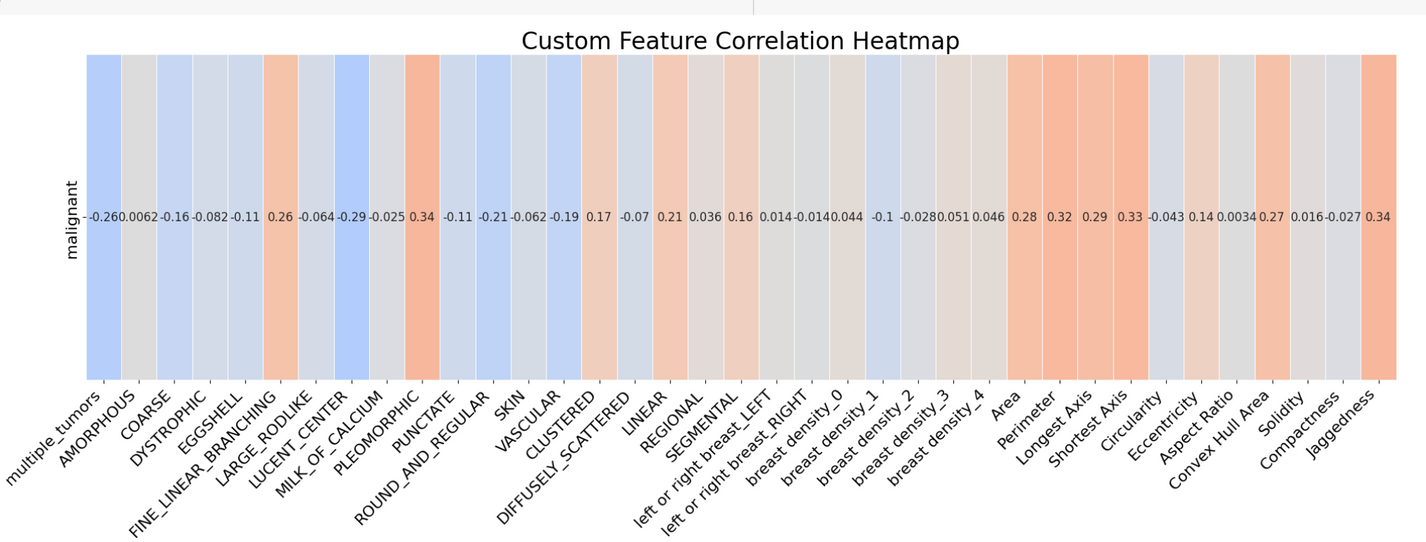 Custom Feature Correlation Heatmap
malignant
-0.26 0.0062 -0.16 -0.082 -0.11 0.26 -0.064 -0.29 -0.025 0.34 -0.11 -0.21 -0.062 -0.19 0.17 -0.07 0.21 0.036 0.16 0.014 -0.014 0.044 -0.1 -0.028 0.051 0.046 0.28 0.32 0.29 0.33 -0.043 0.14 0.0034 0.27 0.016 -0.027 0.34
multiple_tumors
AMORPHOUS
COARSE
DYSTROPHIC
EGGSHELL
FINE_LINEAR_BRANCHING
LARGE_RODLIKE
LUCENT_CENTER
MILK_OF_CALCIUM
PLEOMORPHIC
PUNCTATE
ROUND_AND_REGULAR
SKIN
VASCULAR
CLUSTERED
DIFFUSELY_SCATTERED
LINEAR
REGIONAL
SEGMENTAL
left or right breast_LEFT
left or right breast_RIGHT
breast density_0
breast density_1
breast density_2
breast density_3
breast density_4
Area
Perimeter
Longest Axis
Shortest Axis
Circularity
Eccentricity
Aspect Ratio
Convex Hull Area
Solidity
Compactness
Jaggedness